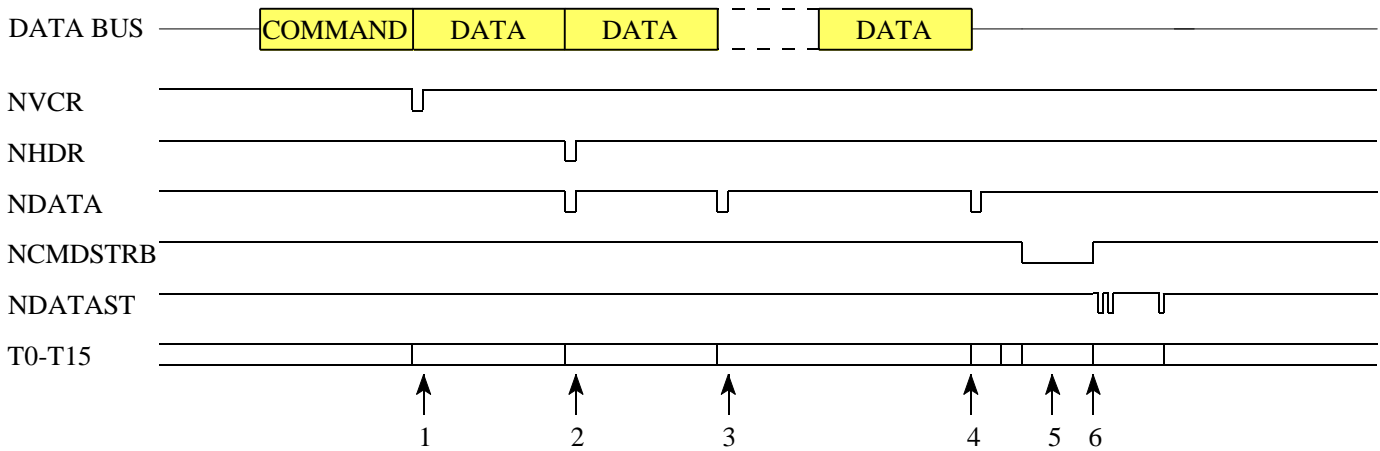 DATA BUS COMMAND DATA DATA DATA
NVCR
NHDR
NDATA
NCMDSTRB
NDATAST
T0-T15
1 2 3 4 5 6